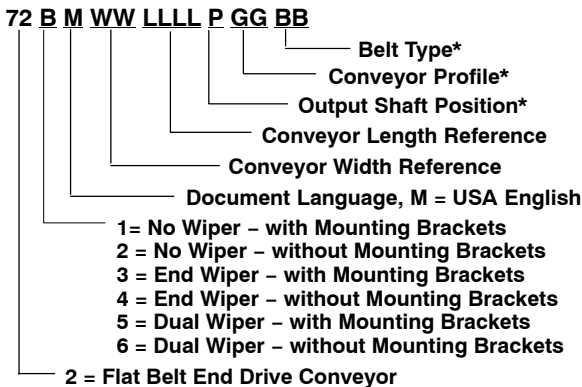 72 B M WW LLLL P GG BB
Belt Type*
Conveyor Profile*
Output Shaft Position*
Conveyor Length Reference
Conveyor Width Reference
Document Language, M = USA English
1= No Wiper – with Mounting Brackets
2 = No Wiper – without Mounting Brackets
3 = End Wiper – with Mounting Brackets
4 = End Wiper – without Mounting Brackets
5 = Dual Wiper – with Mounting Brackets
6 = Dual Wiper – without Mounting Brackets
2 = Flat Belt End Drive Conveyor